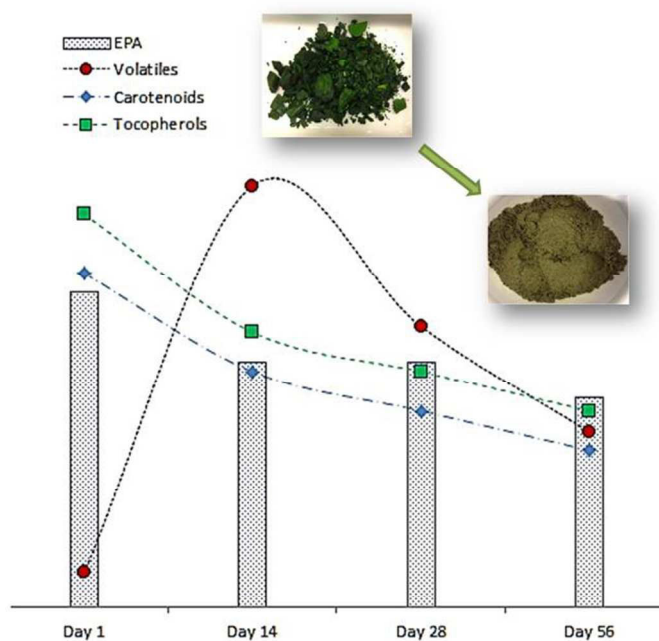 EPA
Volatiles
Carotenoids
Tocopherols
Day 1
Day 14
Day 28
Day 56